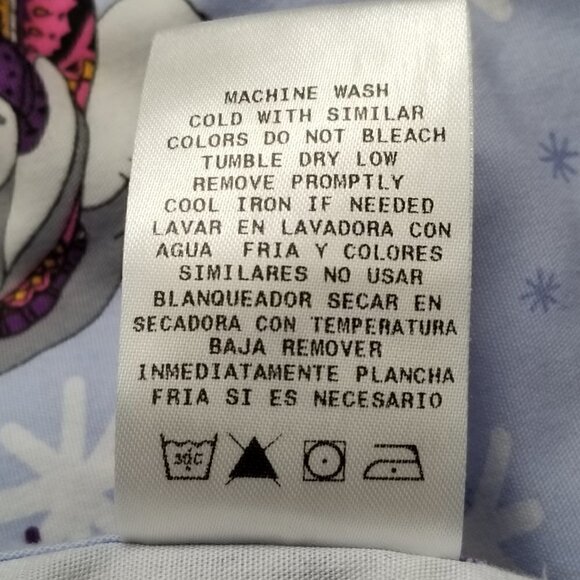 MACHINE WASH
COLD WITH SIMILAR
COLORS DO NOT BLEACH
TUMBLE DRY LOW
REMOVE PROMPTLY
COOL IRON IF NEEDED
LAVAR EN LAVADORA CON
AGUA FRIA Y COLORES
SIMILARES NO USAR
BLANQUEADOR SECAR EN
SECADORA CON TEMPERATURA
BAJA REMOVER
INMEDIATAMENTE PLANCHA
FRIA SI ES NECESARIO
30C